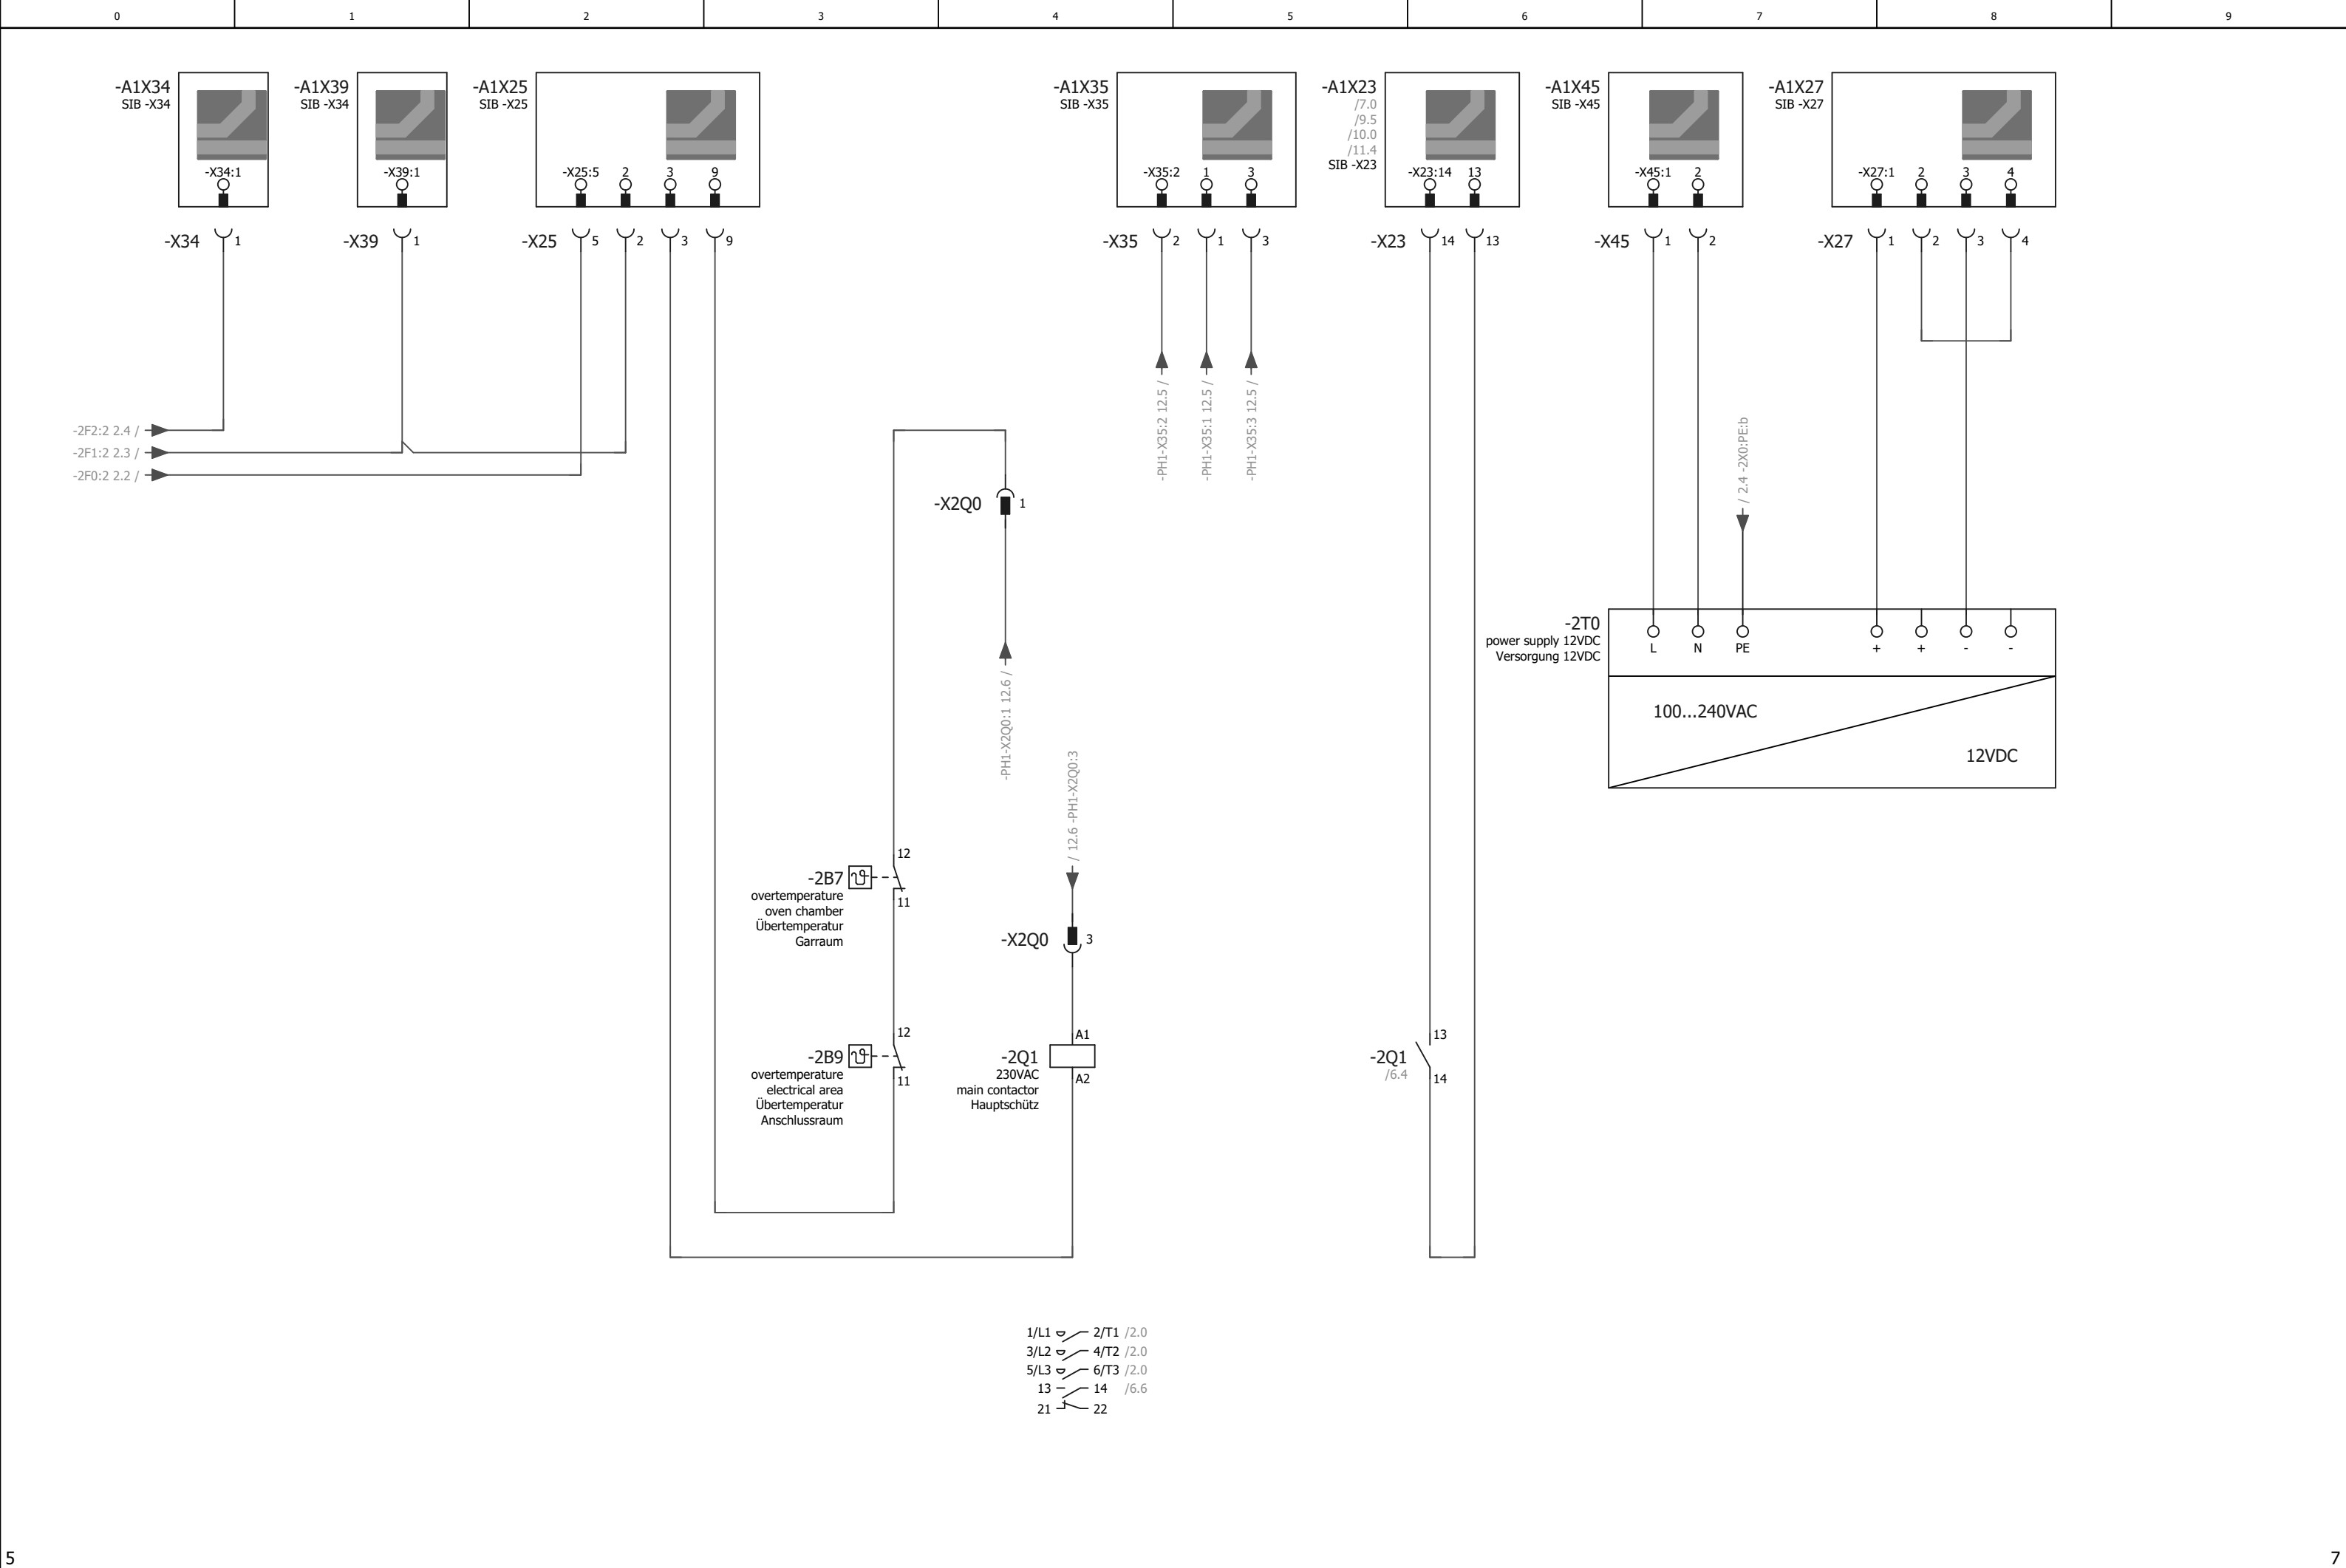 0 1 2 3 4 5 6 7 8 9
-A1X34
SIB -X34
-X34:1
-X34 1
-A1X39
SIB -X34
-X39:1
-X39 1
-A1X25
SIB -X25
-X25:5 2 3 9
-X25 5 2 3 9
-A1X35
SIB -X35
-X35:2 1 3
-X35 2 1 3
-A1X23
/7.0
/9.5
/10.0
/11.4
SIB -X23
-X23:14 13
-X23 14 13
-A1X45
SIB -X45
-X45:1 2
-X45 1 2
-A1X27
SIB -X27
-X27:1 2 3 4
-X27 1 2 3 4
-2F2:2 2.4 /
-2F1:2 2.3 /
-2F0:2 2.2 /
-PH1-X35:2 12.5 /
-PH1-X35:1 12.5 /
-PH1-X35:3 12.5 /
/ 2.4 -2X0:PE:b
-X2Q0 1
-PH1-X2Q0:1 12.6 /
/ 12.6 -PH1-X2Q0:3
-X2Q0 3
-2T0
power supply 12VDC
Versorgung 12VDC
L N PE + + - -
100...240VAC
12VDC
12
-2B7
11
overtemperature
oven chamber
Übertemperatur
Garraum
12
-2B9
11
overtemperature
electrical area
Übertemperatur
Anschlussraum
A1
-2Q1
A2
230VAC
main contactor
Hauptschütz
13
-2Q1
/6.4
14
1/L1 2/T1 /2.0
3/L2 4/T2 /2.0
5/L3 6/T3 /2.0
13 14 /6.6
21 22
5
7